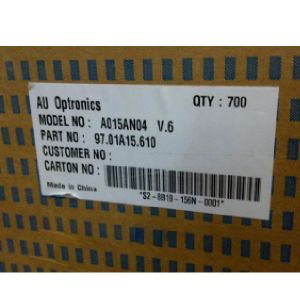 AU Optronics QTY : 700
MODEL NO : A015AN04 V.6
PART NO : 97.01A15.610
CUSTOMER NO :
CARTON NO :
Made in China "S2-8B19-156N-0001"